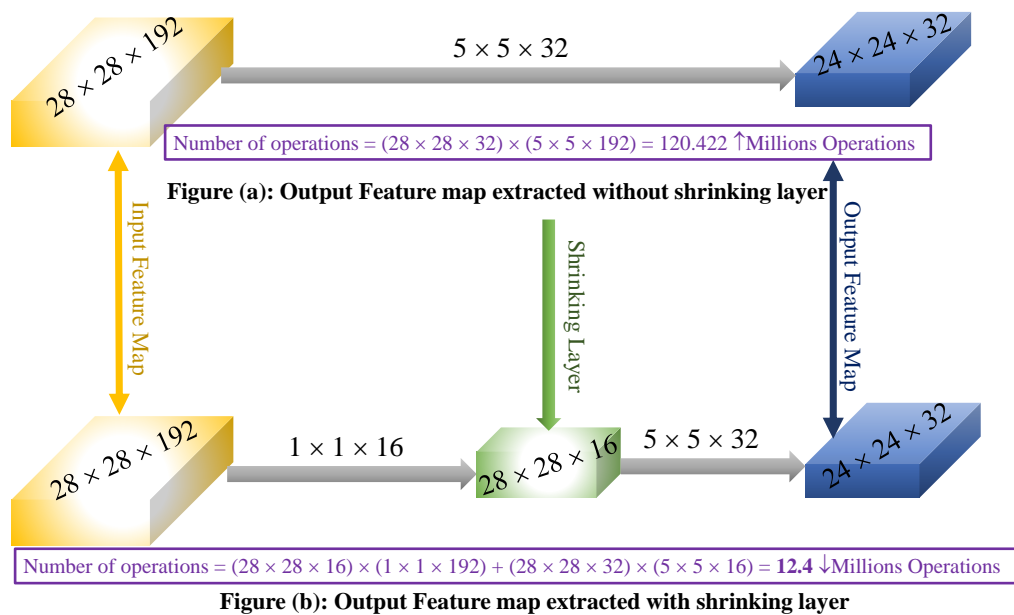 28 × 28 × 192
5 × 5 × 32
24 × 24 × 32
Number of operations = (28 × 28 × 32) × (5 × 5 × 192) = 120.422 ↑Millions Operations
Figure (a): Output Feature map extracted without shrinking layer
Input Feature Map
Shrinking Layer
Output Feature Map
28 × 28 × 192
1 × 1 × 16
28 × 28 × 16
5 × 5 × 32
24 × 24 × 32
Number of operations = (28 × 28 × 16) × (1 × 1 × 192) + (28 × 28 × 32) × (5 × 5 × 16) = 12.4 ↓Millions Operations
Figure (b): Output Feature map extracted with shrinking layer